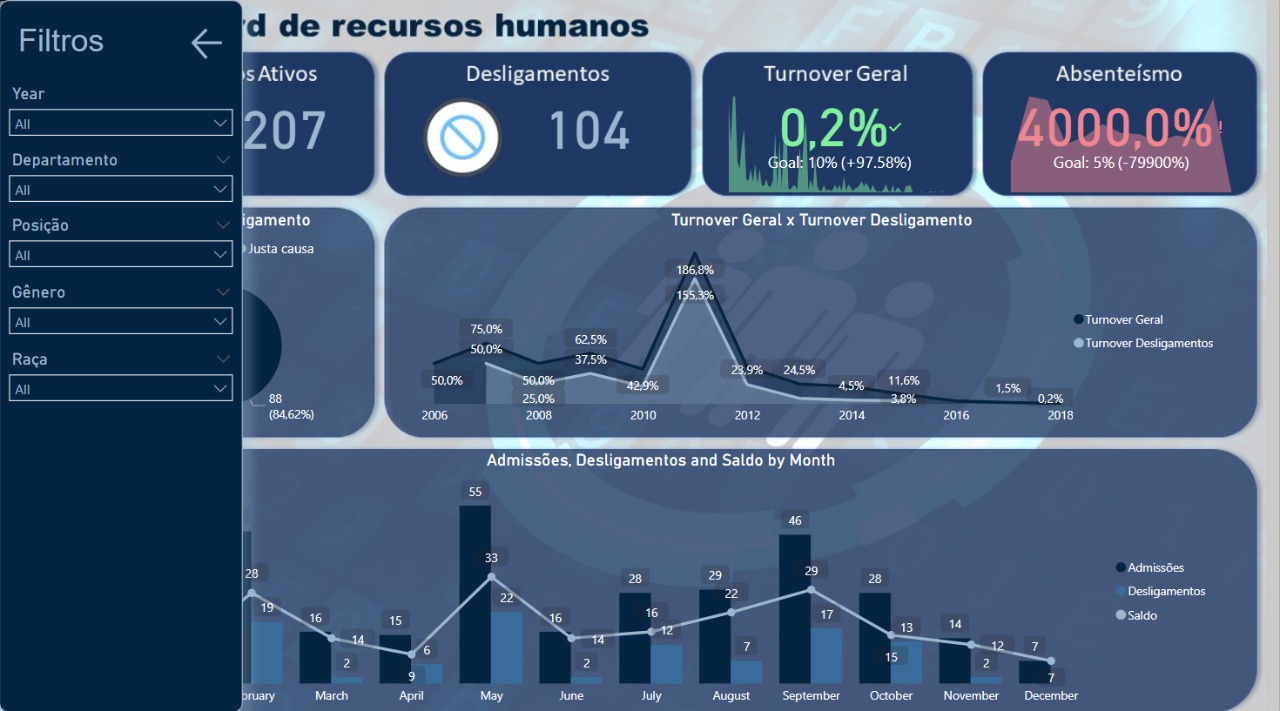 Filtros
Year
All
Departamento
All
Posição
All
Gênero
All
Raça
All
rd de recursos humanos
os Ativos
207
Desligamentos
104
Turnover Geral
0,2%
Goal: 10% (+97.58%)
Absenteísmo
4000,0%!
Goal: 5% (-79900%)
igamento
Justa causa
88
(84,62%)
Turnover Geral x Turnover Desligamento
186,8%
155,3%
75,0%
50,0%
62,5%
37,5%
50,0%
50,0%
25,0%
42,9%
23,9%
24,5%
4,5%
11,6%
3,8%
1,5%
0,2%
2006
2008
2010
2012
2014
2016
2018
Turnover Geral
Turnover Desligamentos
Admissões, Desligamentos and Saldo by Month
28
19
16
14
2
15
6
9
55
33
22
16
14
2
28
16
12
29
22
7
46
29
17
28
13
15
14
12
2
7
7
bruary
March
April
May
June
July
August
September
October
November
December
Admissões
Desligamentos
Saldo